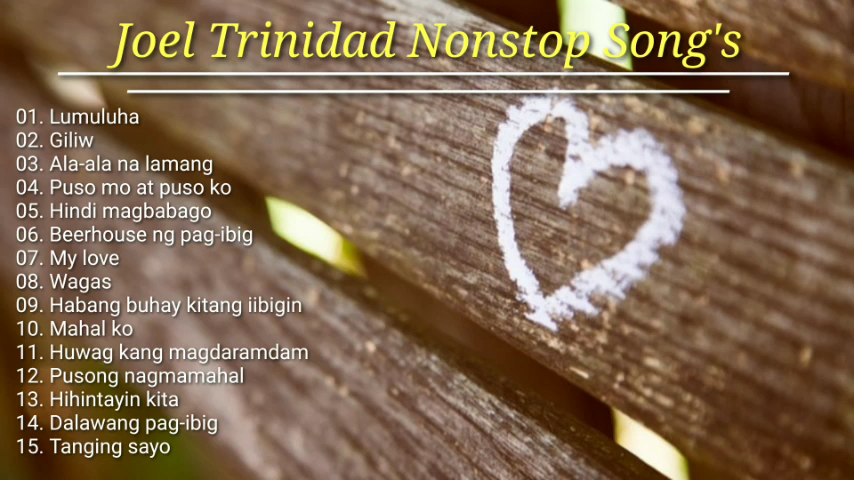 Joel Trinidad Nonstop Song's
01. Lumuluha
02. Giliw
03. Ala-ala na lamang
04. Puso mo at puso ko
05. Hindi magbabago
06. Beerhouse ng pag-ibig
07. My love
08. Wagas
09. Habang buhay kitang iibigin
10. Mahal ko
11. Huwag kang magdaramdam
12. Pusong nagmamahal
13. Hihintayin kita
14. Dalawang pag-ibig
15. Tanging sayo